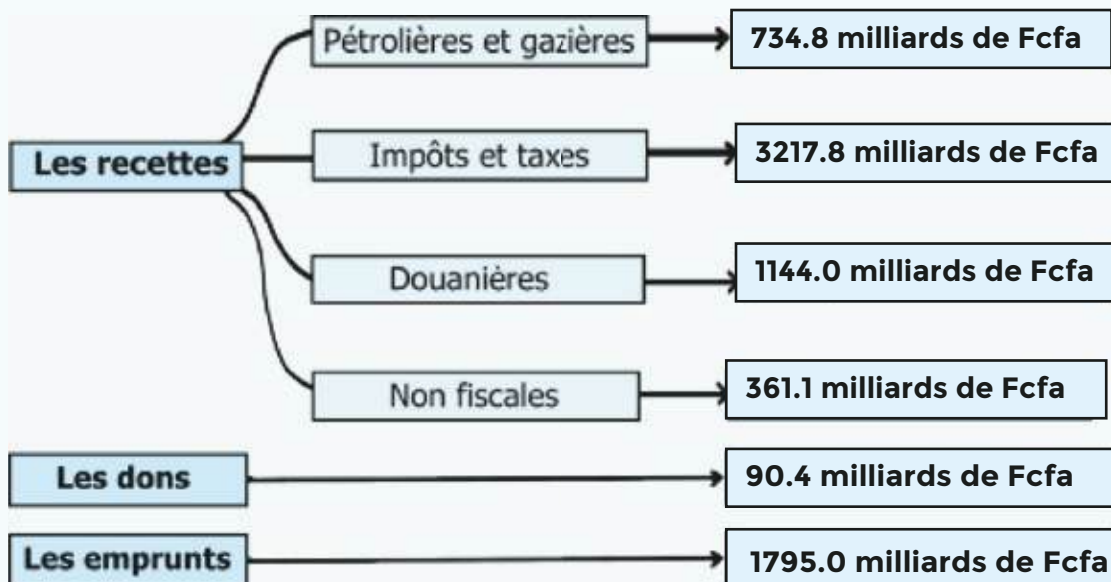 Pétrolières et gazières
734.8 milliards de Fcfa
Les recettes
Impôts et taxes
3217.8 milliards de Fcfa
Douanières
1144.0 milliards de Fcfa
Non fiscales
361.1 milliards de Fcfa
Les dons
90.4 milliards de Fcfa
Les emprunts
1795.0 milliards de Fcfa